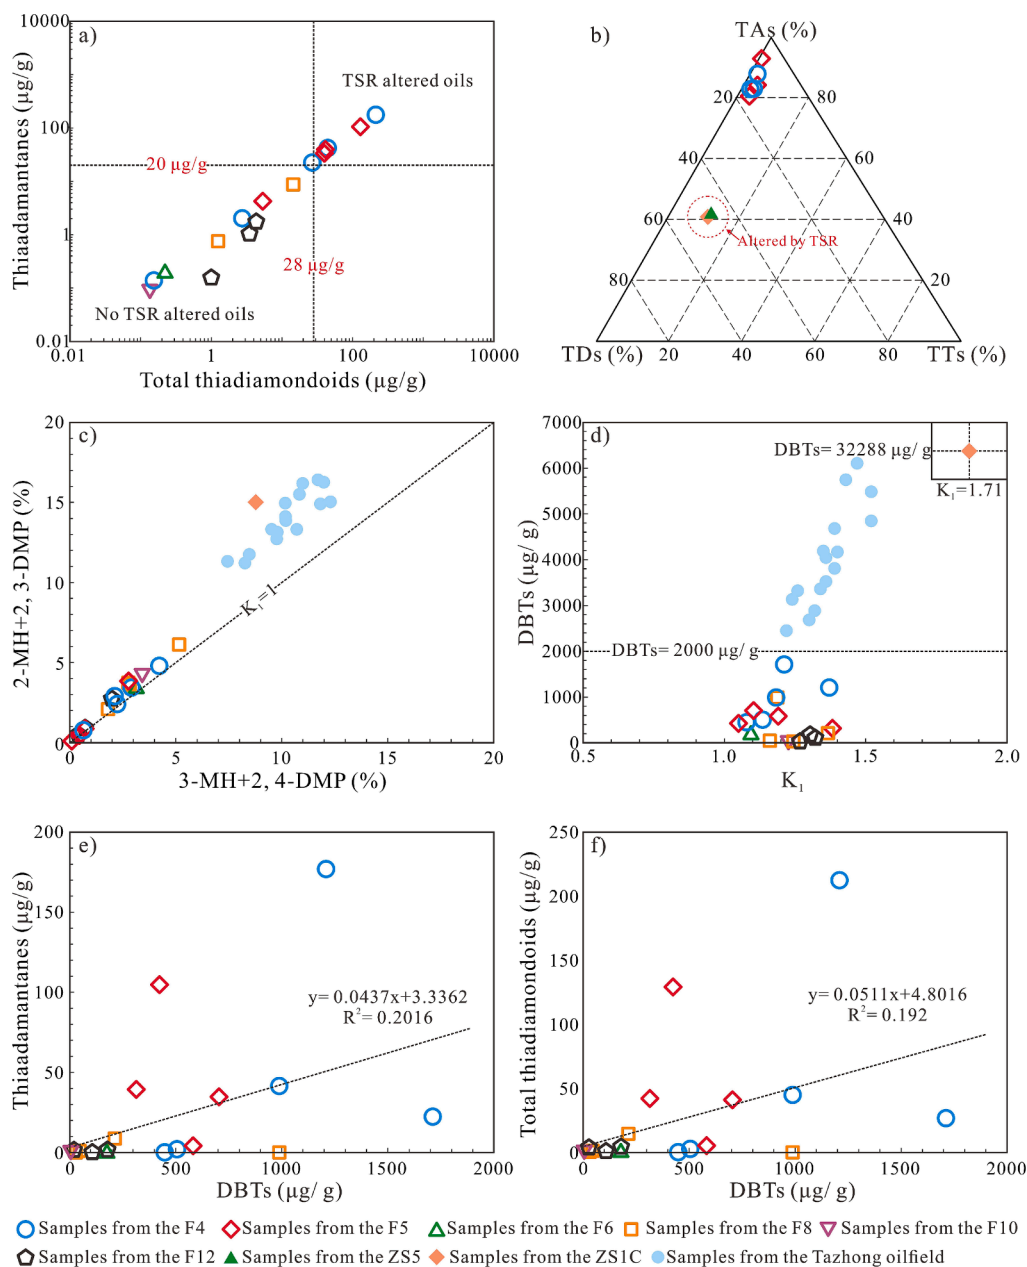 a)
10000
100
1
0.01
Thiaadamantanes (μg/g)
TSR altered oils
20 μg/g
28 μg/g
No TSR altered oils
0.01
1
100
10000
Total thiadiamondoids (μg/g)
b)
TAs (%)
20
80
40
60
60
40
Altered by TSR
80
20
TDs (%)
20
40
60
80
TTs (%)
c)
20
15
10
5
0
2-MH+2, 3-DMP (%)
K₁=1
0
5
10
15
20
3-MH+2, 4-DMP (%)
d)
7000
6000
5000
4000
3000
2000
1000
0
DBTs (μg/ g)
DBTs= 32288 μg/ g
K₁=1.71
DBTs= 2000 μg/ g
0.5
1.0
1.5
2.0
K₁
e)
200
150
100
50
0
Thiaadamantanes (μg/g)
y= 0.0437x+3.3362
R²= 0.2016
0
500
1000
1500
2000
DBTs (μg/ g)
f)
250
200
150
100
50
0
Total thiadiamondoids (μg/g)
y= 0.0511x+4.8016
R²= 0.192
0
500
1000
1500
2000
DBTs (μg/ g)
Samples from the F4 Samples from the F5 Samples from the F6 Samples from the F8 Samples from the F10
Samples from the F12 Samples from the ZS5 Samples from the ZS1C Samples from the Tazhong oilfield